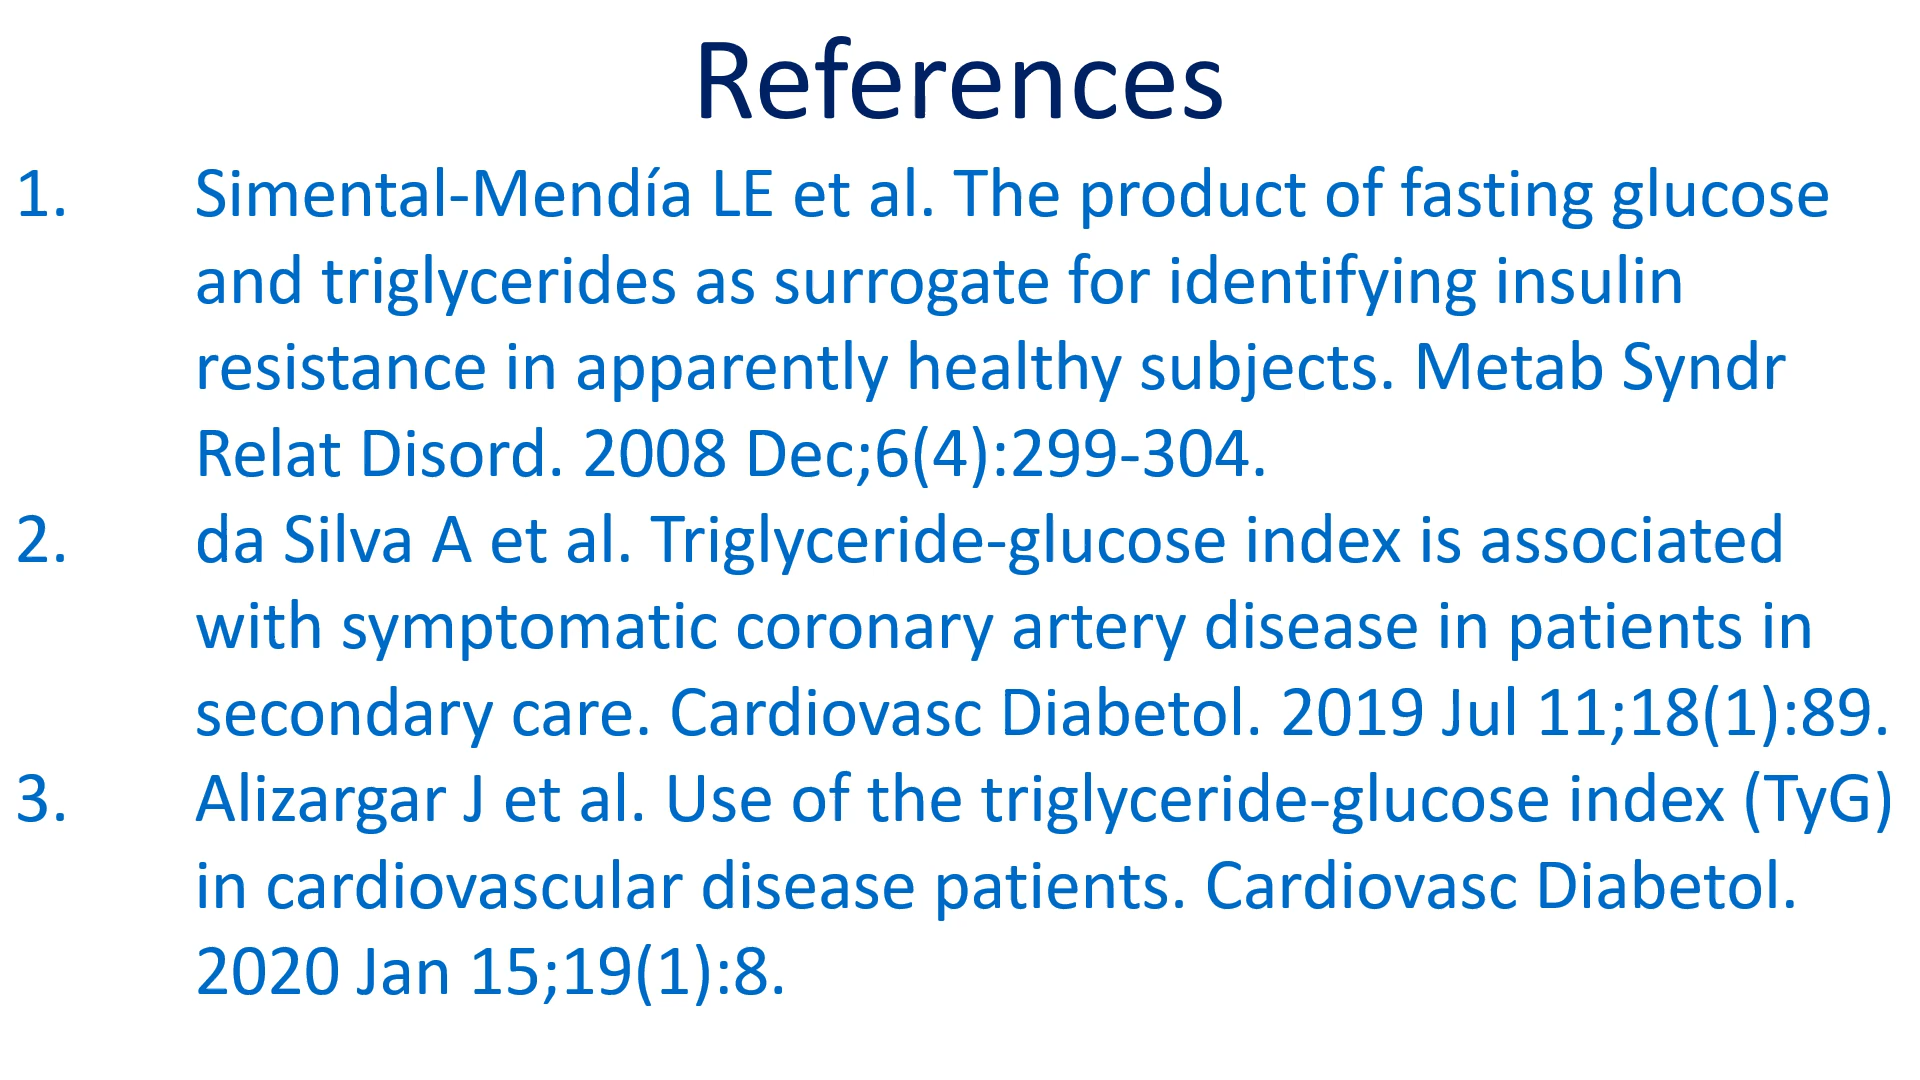 References
1. Simental-Mendía LE et al. The product of fasting glucose
and triglycerides as surrogate for identifying insulin
resistance in apparently healthy subjects. Metab Syndr
Relat Disord. 2008 Dec;6(4):299-304.
2. da Silva A et al. Triglyceride-glucose index is associated
with symptomatic coronary artery disease in patients in
secondary care. Cardiovasc Diabetol. 2019 Jul 11;18(1):89.
3. Alizargar J et al. Use of the triglyceride-glucose index (TyG)
in cardiovascular disease patients. Cardiovasc Diabetol.
2020 Jan 15;19(1):8.